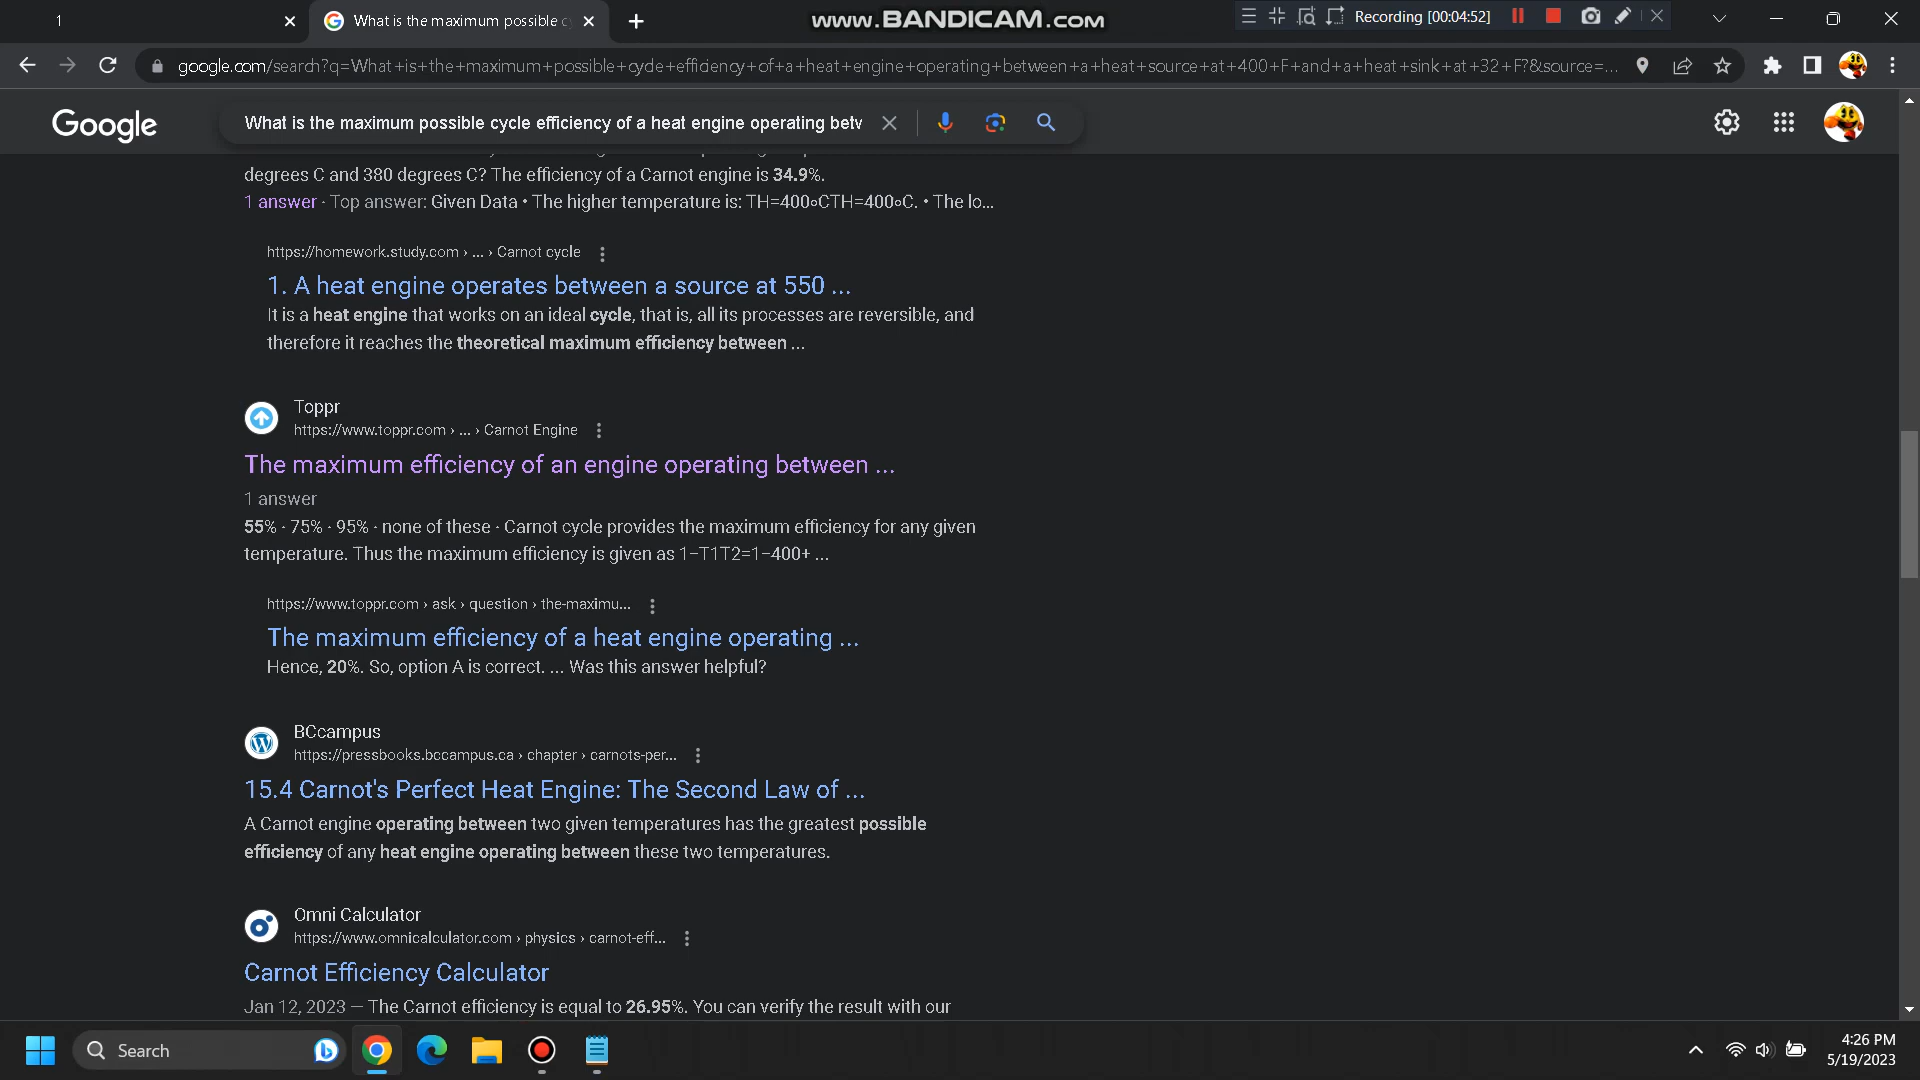 1
What is the maximum possible c
www.BANDICAM.com
Recording [00:04:52]
google.com/search?q=What+is+the+maximum+possible+cycle+efficiency+of+a+heat+engine+operating+between+a+heat+source+at+400+F+and+a+heat+sink+at+32+F?&source=...
Google
What is the maximum possible cycle efficiency of a heat engine operating betw
degrees C and 380 degrees C? The efficiency of a Carnot engine is 34.9%.
1 answer · Top answer: Given Data • The higher temperature is: TH=400∘CTH=400∘C. • The lo...
https://homework.study.com › ... › Carnot cycle
1. A heat engine operates between a source at 550 ...
It is a heat engine that works on an ideal cycle, that is, all its processes are reversible, and
therefore it reaches the theoretical maximum efficiency between ...
Toppr
https://www.toppr.com › ... › Carnot Engine
The maximum efficiency of an engine operating between ...
1 answer
55% · 75% · 95% · none of these · Carnot cycle provides the maximum efficiency for any given
temperature. Thus the maximum efficiency is given as 1−T1T2=1−400+ ...
https://www.toppr.com › ask › question › the-maximu...
The maximum efficiency of a heat engine operating ...
Hence, 20%. So, option A is correct. ... Was this answer helpful?
BCcampus
https://pressbooks.bccampus.ca › chapter › carnots-per...
15.4 Carnot's Perfect Heat Engine: The Second Law of ...
A Carnot engine operating between two given temperatures has the greatest possible
efficiency of any heat engine operating between these two temperatures.
Omni Calculator
https://www.omnicalculator.com › physics › carnot-eff...
Carnot Efficiency Calculator
Jan 12, 2023 — The Carnot efficiency is equal to 26.95%. You can verify the result with our
Search
4:26 PM
5/19/2023